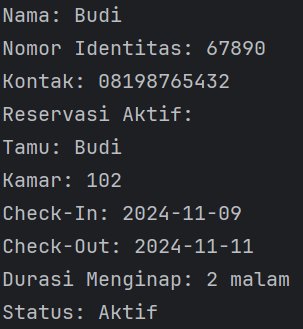 Nama: Budi
Nomor Identitas: 67890
Kontak: 08198765432
Reservasi Aktif:
Tamu: Budi
Kamar: 102
Check-In: 2024-11-09
Check-Out: 2024-11-11
Durasi Menginap: 2 malam
Status: Aktif